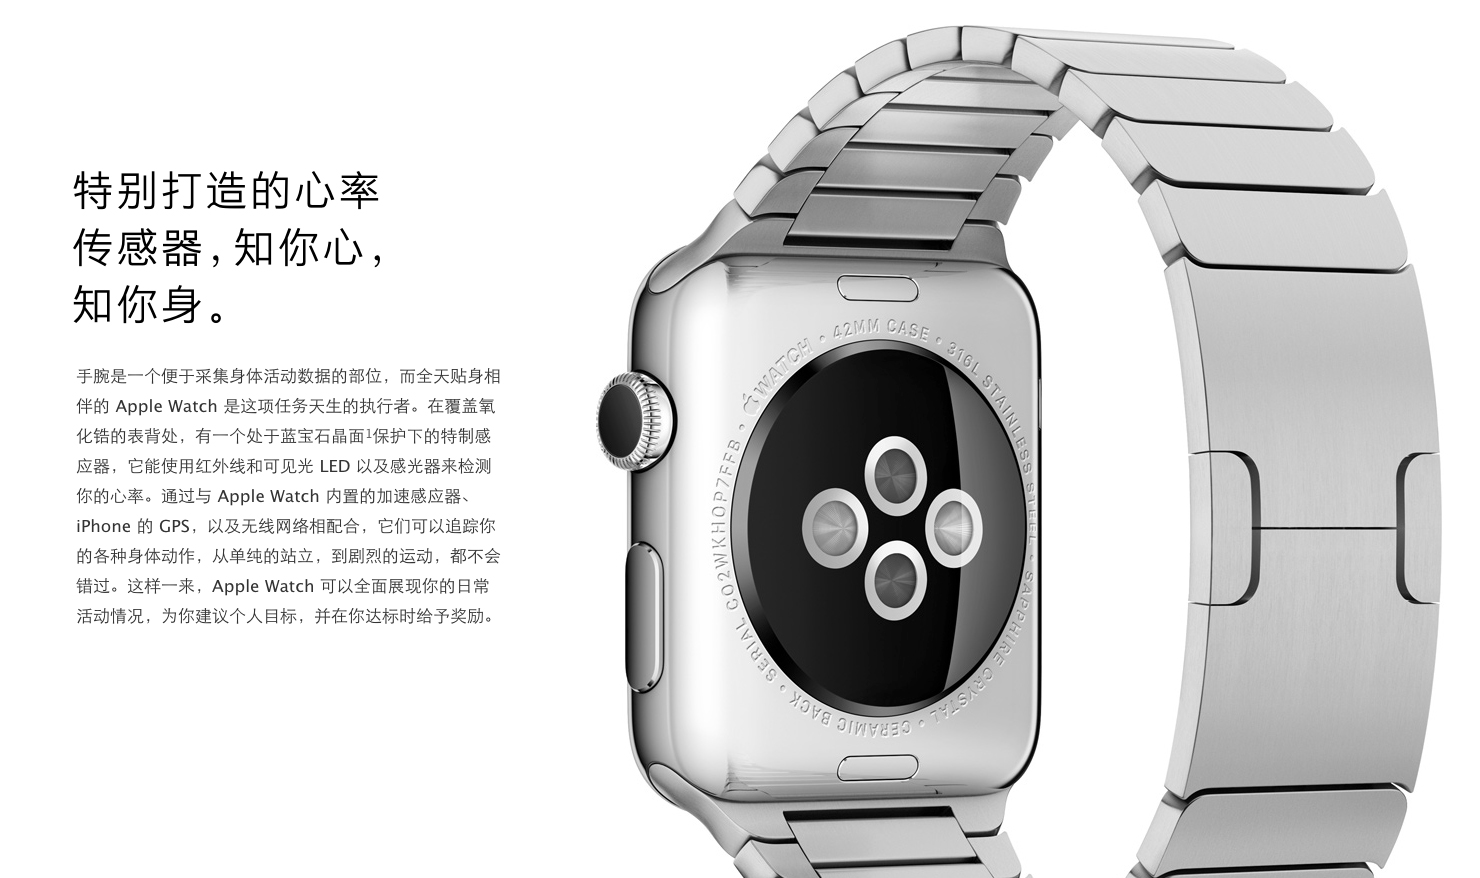 特别打造的心率
传感器，知你心，
知你身。
手腕是一个便于采集身体活动数据的部位，而全天贴身相
伴的 Apple Watch 是这项任务天生的执行者。在覆盖氧
化锆的表背处，有一个处于蓝宝石晶面¹保护下的特制感
应器，它能使用红外线和可见光 LED 以及感光器来检测
你的心率。通过与 Apple Watch 内置的加速感应器、
iPhone 的 GPS，以及无线网络相配合，它们可以追踪你
的各种身体动作，从单纯的站立，到剧烈的运动，都不会
错过。这样一来，Apple Watch 可以全面展现你的日常
活动情况，为你建议个人目标，并在你达标时给予奖励。
WATCH • 42MM CASE • 316L STAINLESS STEEL • SAPPHIRE CRYSTAL • CERAMIC BACK • SERIAL CO2WKHOP7FFB •